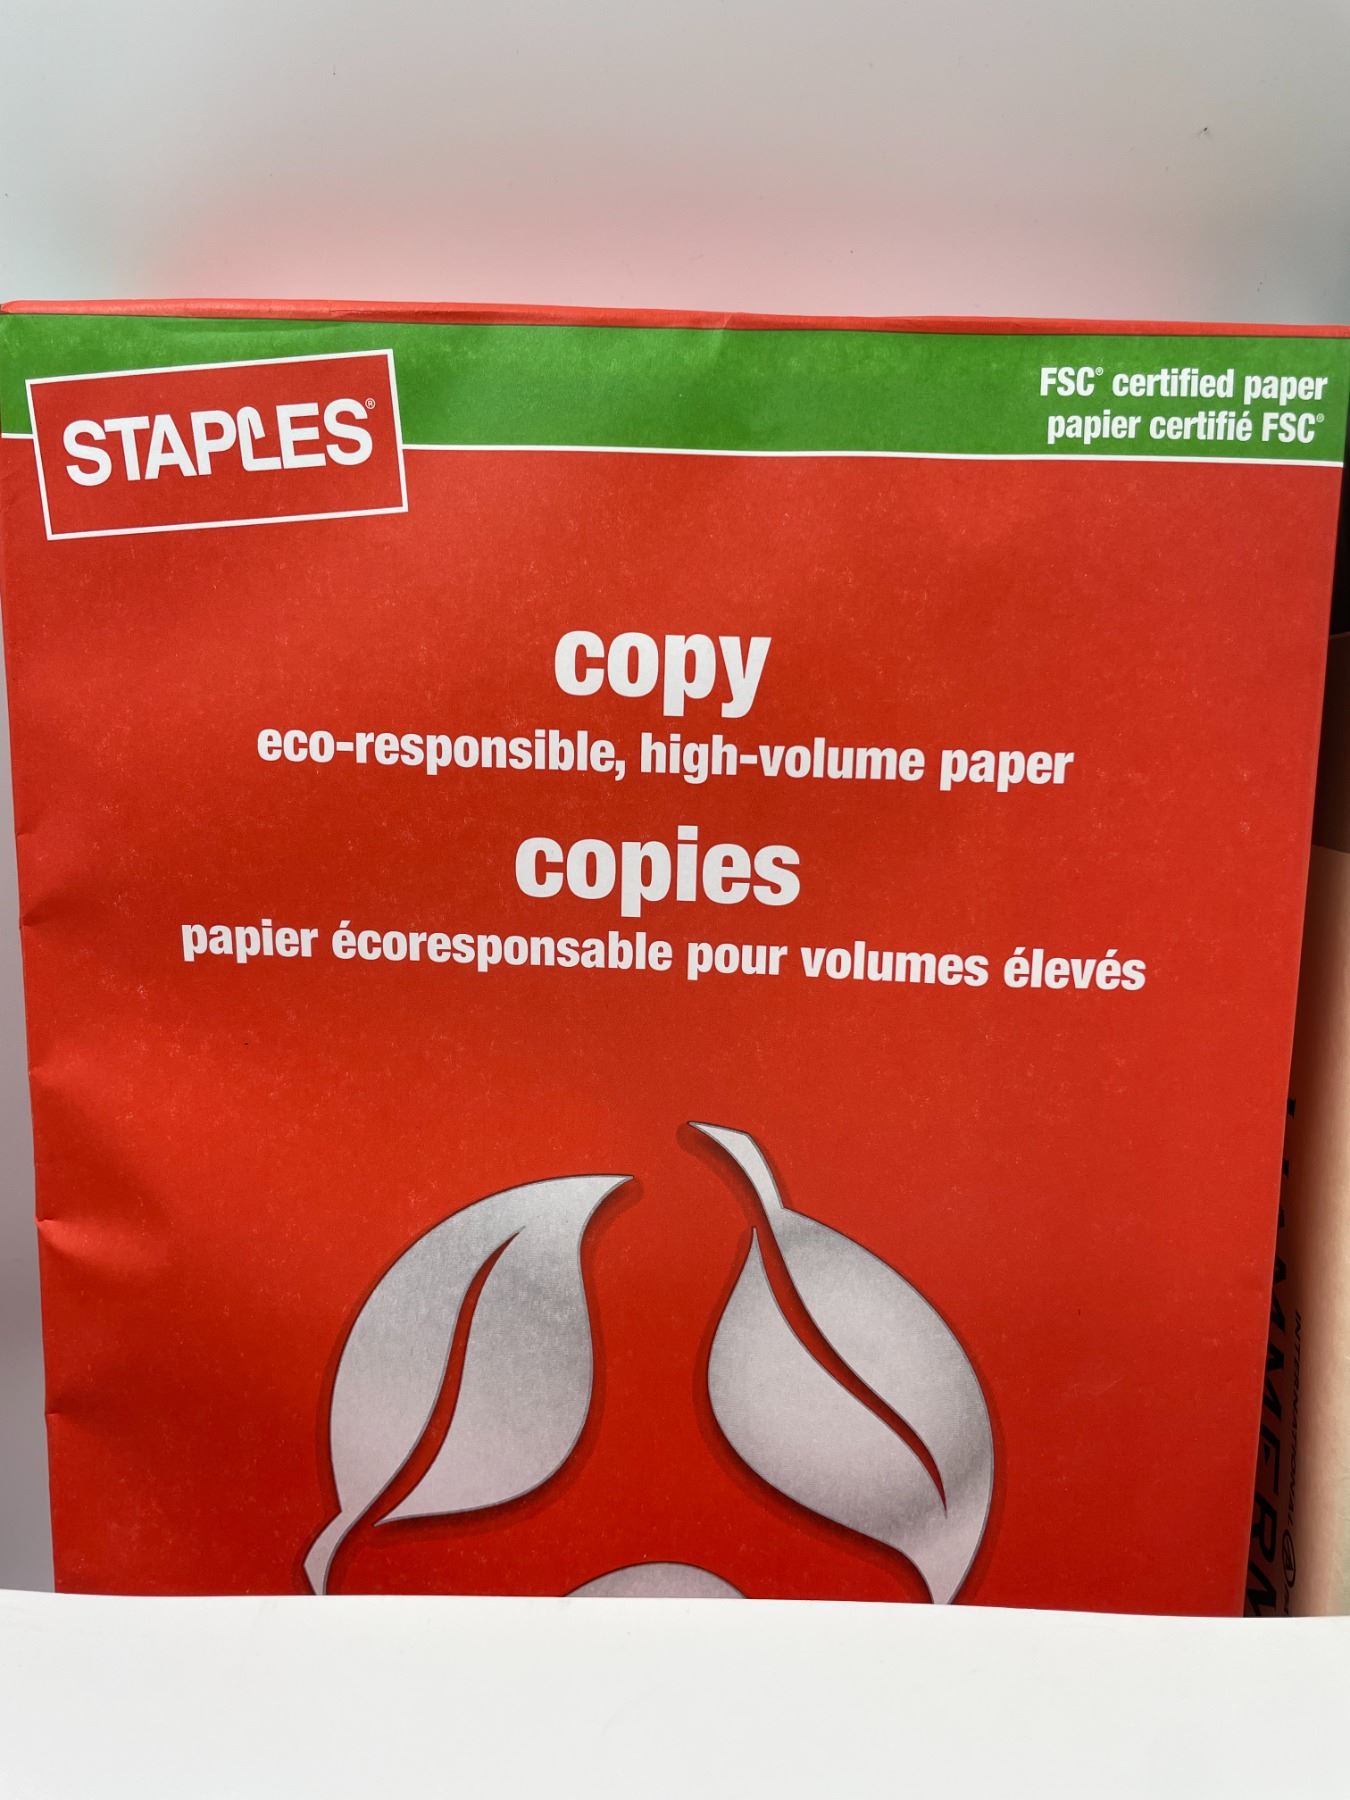 STAPLES®
FSC® certified paper
papier certifié FSC®
copy
eco-responsible, high-volume paper
copies
papier écoresponsable pour volumes élevés
INTERNATIONAL